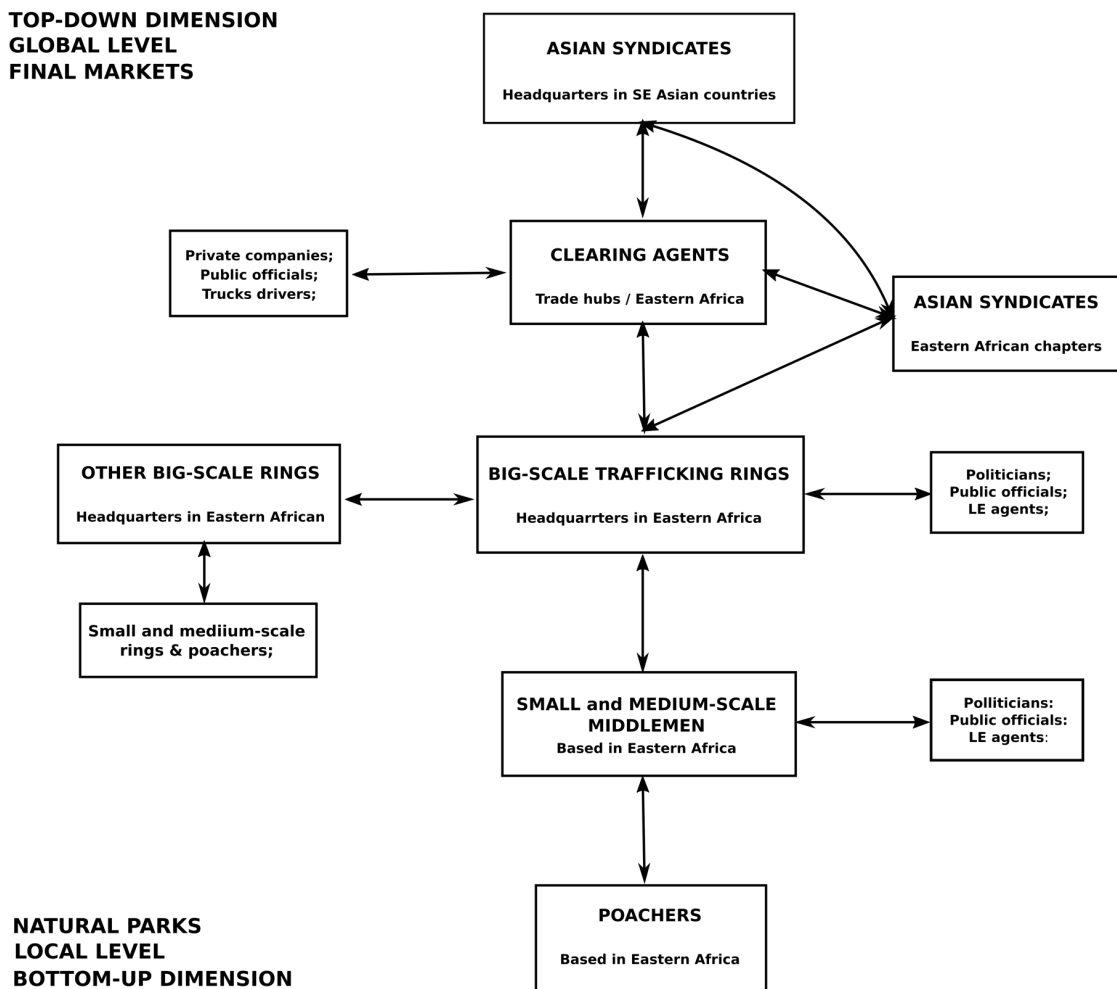 TOP-DOWN DIMENSION
GLOBAL LEVEL
FINAL MARKETS
ASIAN SYNDICATES
Headquarters in SE Asian countries
CLEARING AGENTS
Trade hubs / Eastern Africa
Private companies;
Public officials;
Trucks drivers;
ASIAN SYNDICATES
Eastern African chapters
BIG-SCALE TRAFFICKING RINGS
Headquarrters in Eastern Africa
OTHER BIG-SCALE RINGS
Headquarters in Eastern African
Politicians;
Public officials;
LE agents;
Small and mediium-scale
rings & poachers;
SMALL and MEDIUM-SCALE
MIDDLEMEN
Based in Eastern Africa
Polliticians:
Public officials:
LE agents:
POACHERS
Based in Eastern Africa
NATURAL PARKS
LOCAL LEVEL
BOTTOM-UP DIMENSION